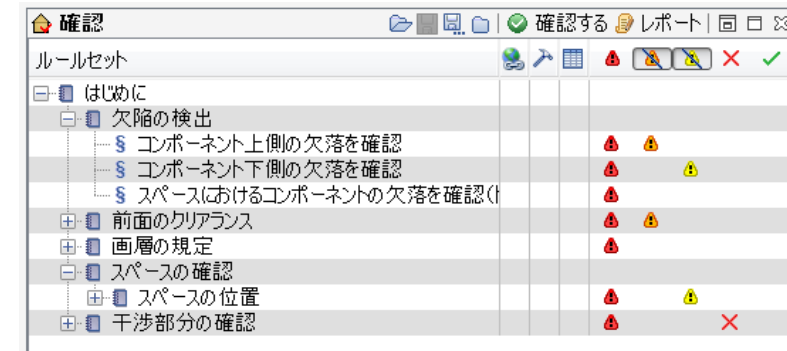 確認 確認する レポート
ルールセット
はじめに
欠陥の検出
§ コンポーネント上側の欠落を確認
§ コンポーネント下側の欠落を確認
§ スペースにおけるコンポーネントの欠落を確認(ト
前面のクリアランス
画層の規定
スペースの確認
スペースの位置
干渉部分の確認